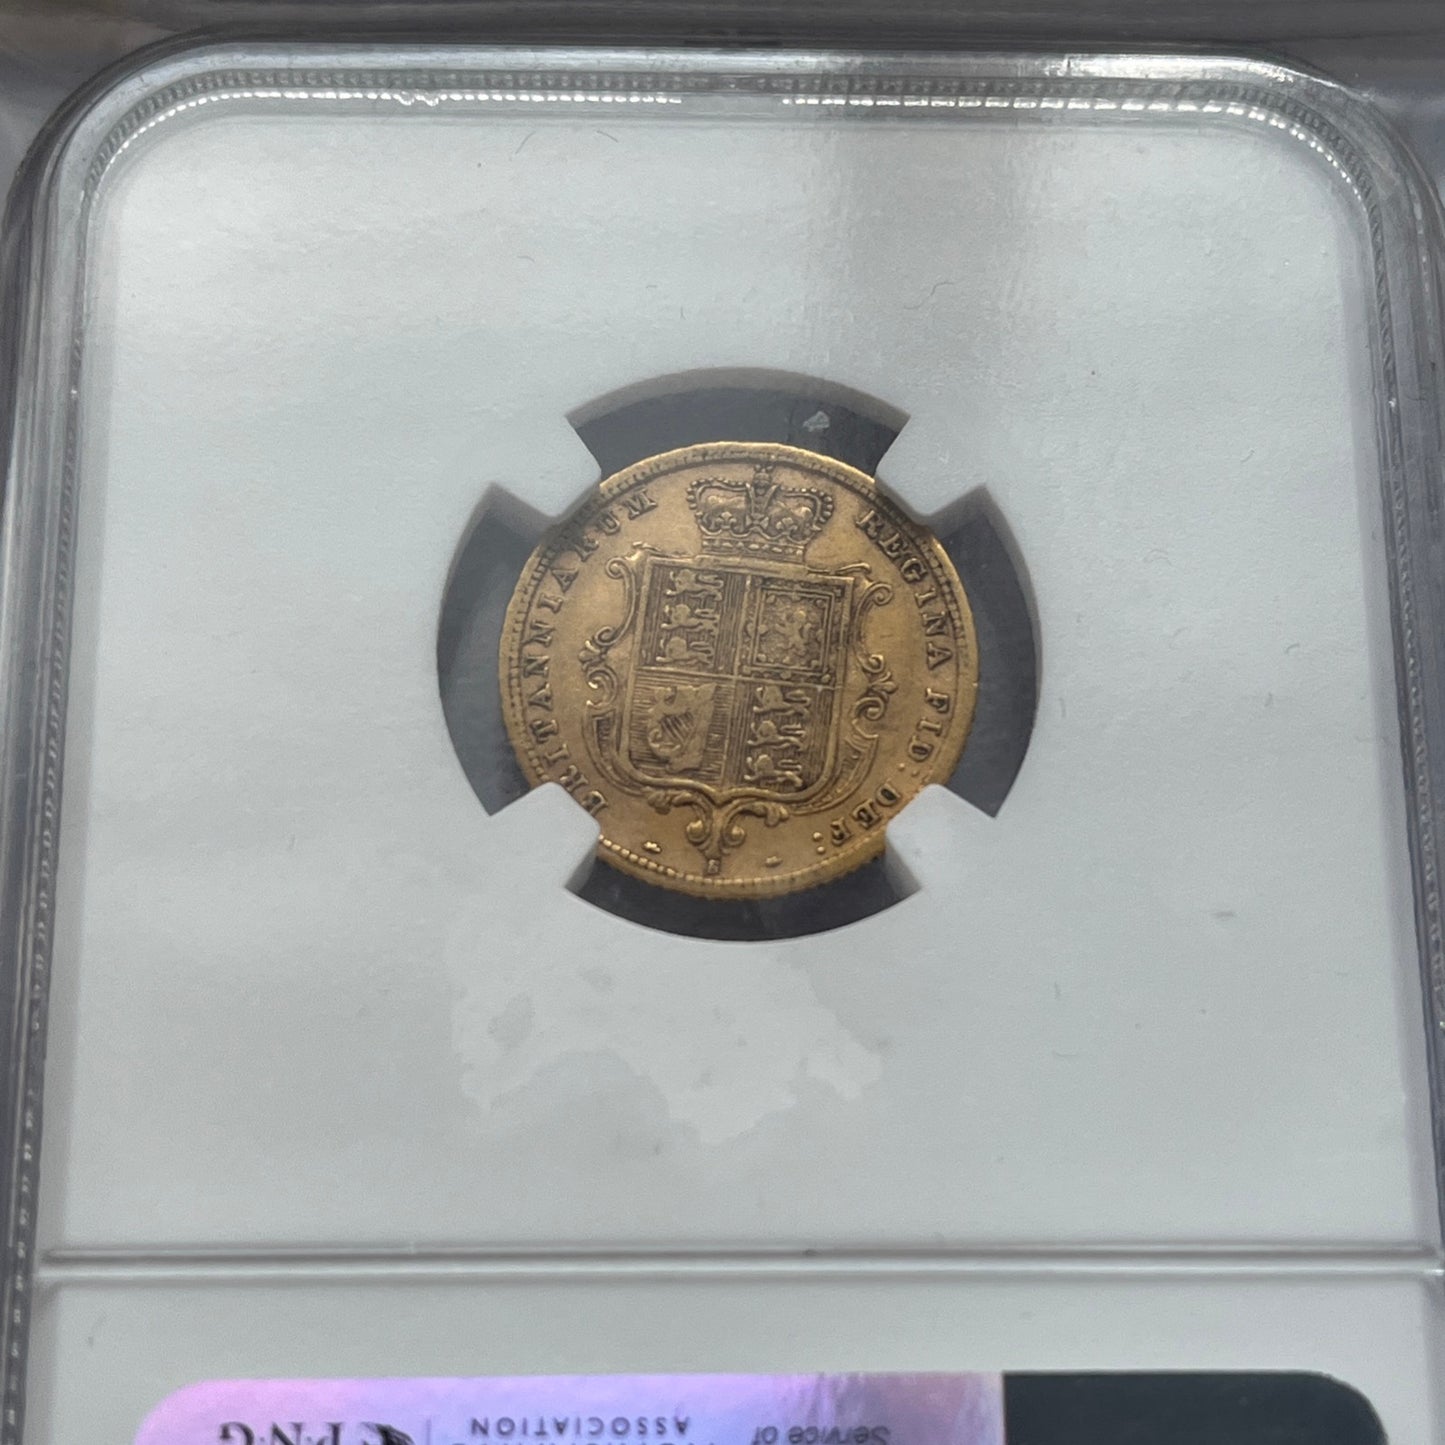 BRITANNIARUM REGINA FID: DEF:
S
P·N·G
ASSOCIATION
Service of